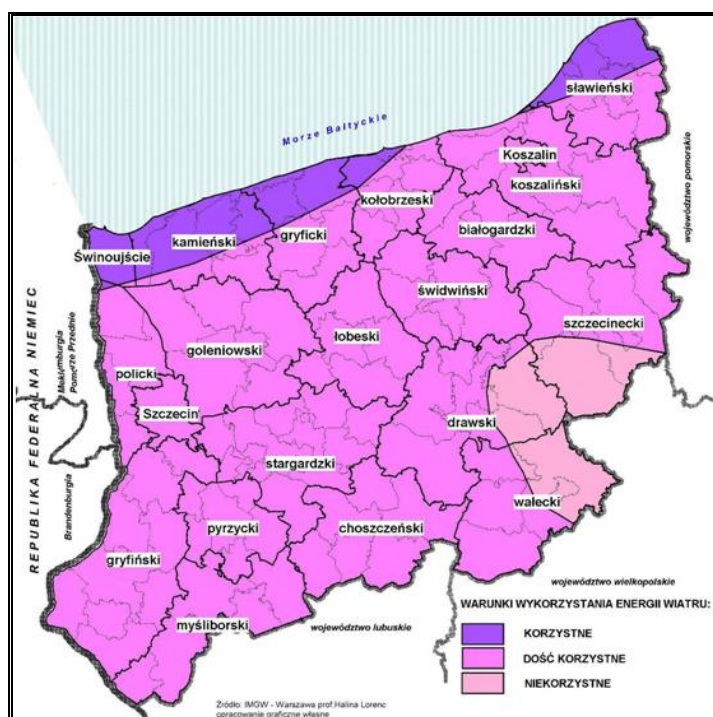 sławieński
Morze Bałtyckie
Koszalin
koszaliński
województwo pomorskie
kołobrzeski
białogardzki
gryficki
kamieński
Świnoujście
świdwiński
szczecinecki
łobeski
goleniowski
policki
Szczecin
REPUBLIKA FEDERALNA NIEMIEC
Meklemburgia
Pomorze Przednie
Brandenburgia
drawski
stargardzki
wałecki
choszczeński
pyrzycki
gryfiński
myśliborski
województwo wielkopolskie
województwo lubuskie
WARUNKI WYKORZYSTANIA ENERGII WIATRU:
KORZYSTNE
DOŚĆ KORZYSTNE
NIEKORZYSTNE
Źródło: IMGW - Warszawa prof.Halina Lorenc
opracowanie graficzne własne